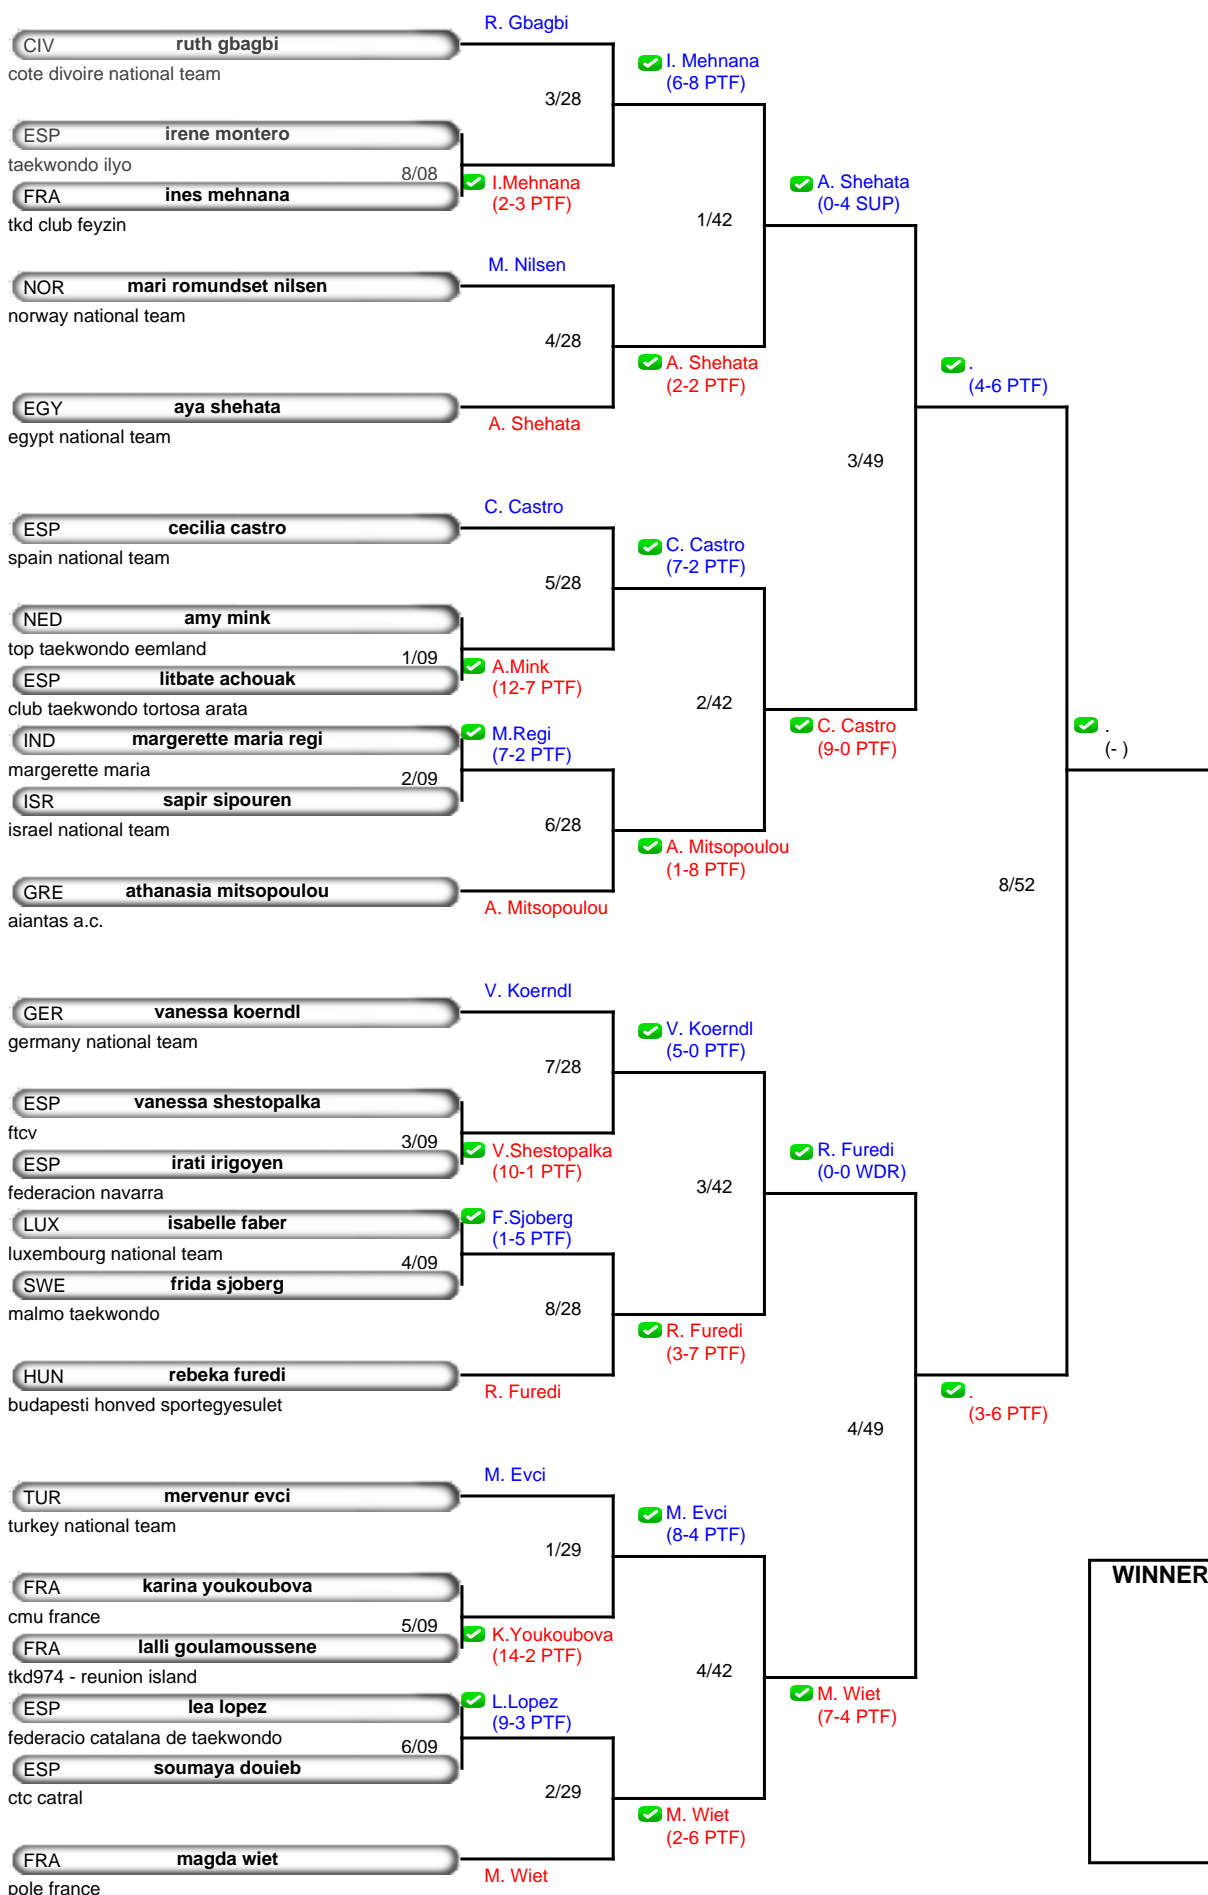 R. Gbagbi
CIV ruth gbagbi
cote divoire national team
I. Mehnana
(6-8 PTF)
3/28
ESP irene montero
taekwondo ilyo
8/08
FRA ines mehnana
I.Mehnana
(2-3 PTF)
tkd club feyzin
A. Shehata
(0-4 SUP)
1/42
M. Nilsen
NOR mari romundset nilsen
norway national team
4/28
A. Shehata
(2-2 PTF)
.
(4-6 PTF)
EGY aya shehata
A. Shehata
egypt national team
3/49
C. Castro
ESP cecilia castro
spain national team
C. Castro
(7-2 PTF)
5/28
NED amy mink
top taekwondo eemland
1/09
A.Mink
(12-7 PTF)
ESP litbate achouak
club taekwondo tortosa arata
2/42
C. Castro
(9-0 PTF)
.
(- )
IND margerette maria regi
M.Regi
(7-2 PTF)
margerette maria
2/09
ISR sapir sipouren
israel national team
6/28
A. Mitsopoulou
(1-8 PTF)
8/52
GRE athanasia mitsopoulou
A. Mitsopoulou
aiantas a.c.
V. Koerndl
GER vanessa koerndl
germany national team
V. Koerndl
(5-0 PTF)
7/28
ESP vanessa shestopalka
ftcv
3/09
V.Shestopalka
(10-1 PTF)
ESP irati irigoyen
federacion navarra
R. Furedi
(0-0 WDR)
3/42
LUX isabelle faber
F.Sjoberg
(1-5 PTF)
luxembourg national team
4/09
SWE frida sjoberg
malmo taekwondo
8/28
R. Furedi
(3-7 PTF)
HUN rebeka furedi
R. Furedi
budapesti honved sportegyesulet
.
(3-6 PTF)
4/49
M. Evci
TUR mervenur evci
turkey national team
M. Evci
(8-4 PTF)
1/29
FRA karina youkoubova
cmu france
5/09
K.Youkoubova
(14-2 PTF)
FRA lalli goulamoussene
tkd974 - reunion island
4/42
M. Wiet
(7-4 PTF)
WINNER
ESP lea lopez
L.Lopez
(9-3 PTF)
federacio catalana de taekwondo
6/09
ESP soumaya douieb
ctc catral
2/29
M. Wiet
(2-6 PTF)
FRA magda wiet
M. Wiet
pole france